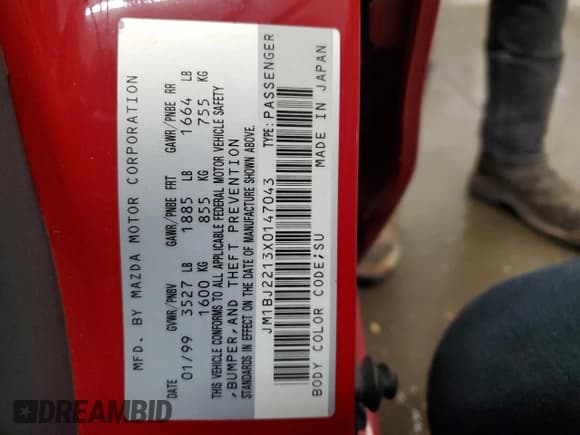 MFD. BY MAZDA MOTOR CORPORATION
DATE GVWR/PNBV GAWR/PNBE FRT GAWR/PNBE RR
01/99 3527 LB 1885 LB 1664 LB
1600 KG 855 KG 755 KG
THIS VEHICLE CONFORMS TO ALL APPLICABLE FEDERAL MOTOR VEHICLE SAFETY
,BUMPER,AND THEFT PREVENTION
STANDARDS IN EFFECT ON THE DATE OF MANUFACTURE SHOWN ABOVE.
JM1BJ2213X0147043 TYPE: PASSENGER
BODY COLOR CODE;SU MADE IN JAPAN
DREAMBID